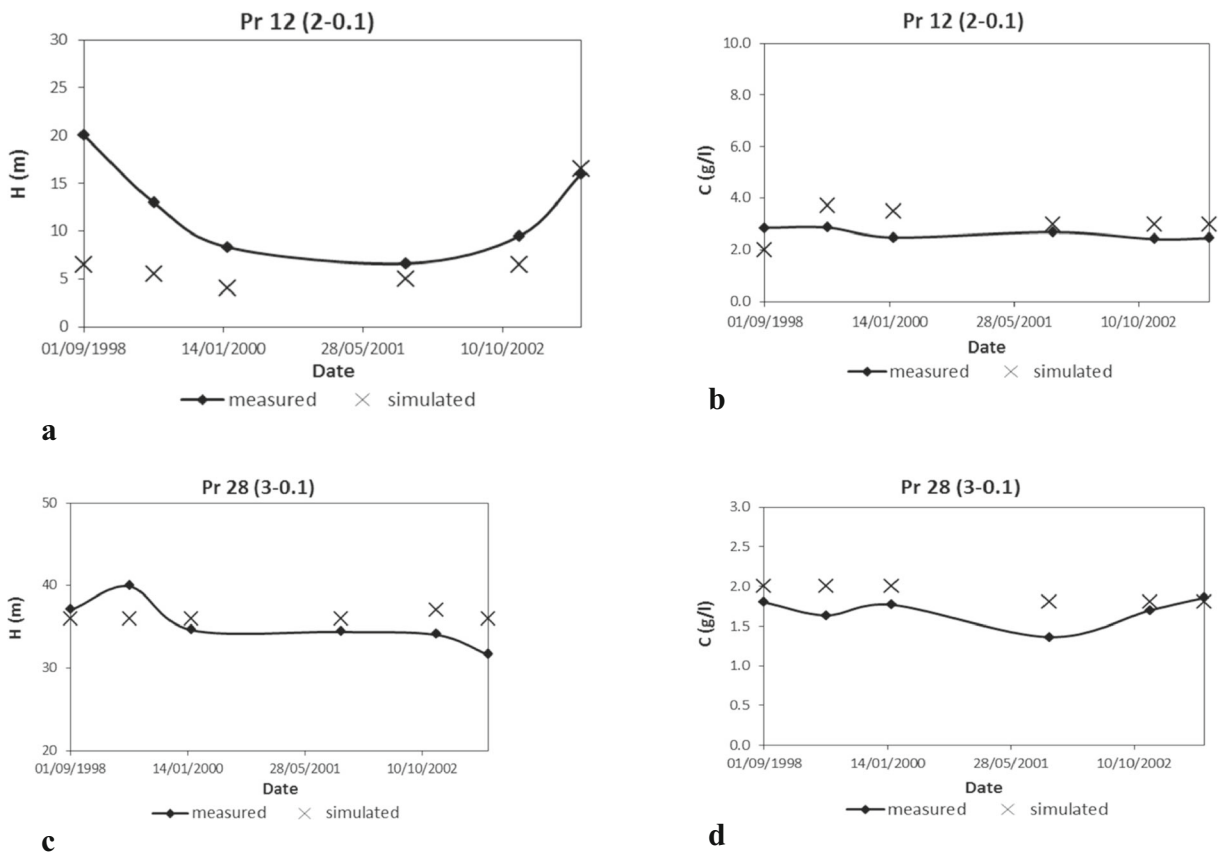 Pr 12 (2-0.1)
30
25
20
15
10
5
0
H (m)
01/09/1998 14/01/2000 28/05/2001 10/10/2002
Date
measured simulated
a
Pr 12 (2-0.1)
10.0
8.0
6.0
4.0
2.0
0.0
C (g/l)
01/09/1998 14/01/2000 28/05/2001 10/10/2002
Date
measured simulated
b
Pr 28 (3-0.1)
50
40
30
20
H (m)
01/09/1998 14/01/2000 28/05/2001 10/10/2002
Date
measured simulated
c
Pr 28 (3-0.1)
3.0
2.5
2.0
1.5
1.0
0.5
0.0
C (g/l)
01/09/1998 14/01/2000 28/05/2001 10/10/2002
Date
measured simulated
d